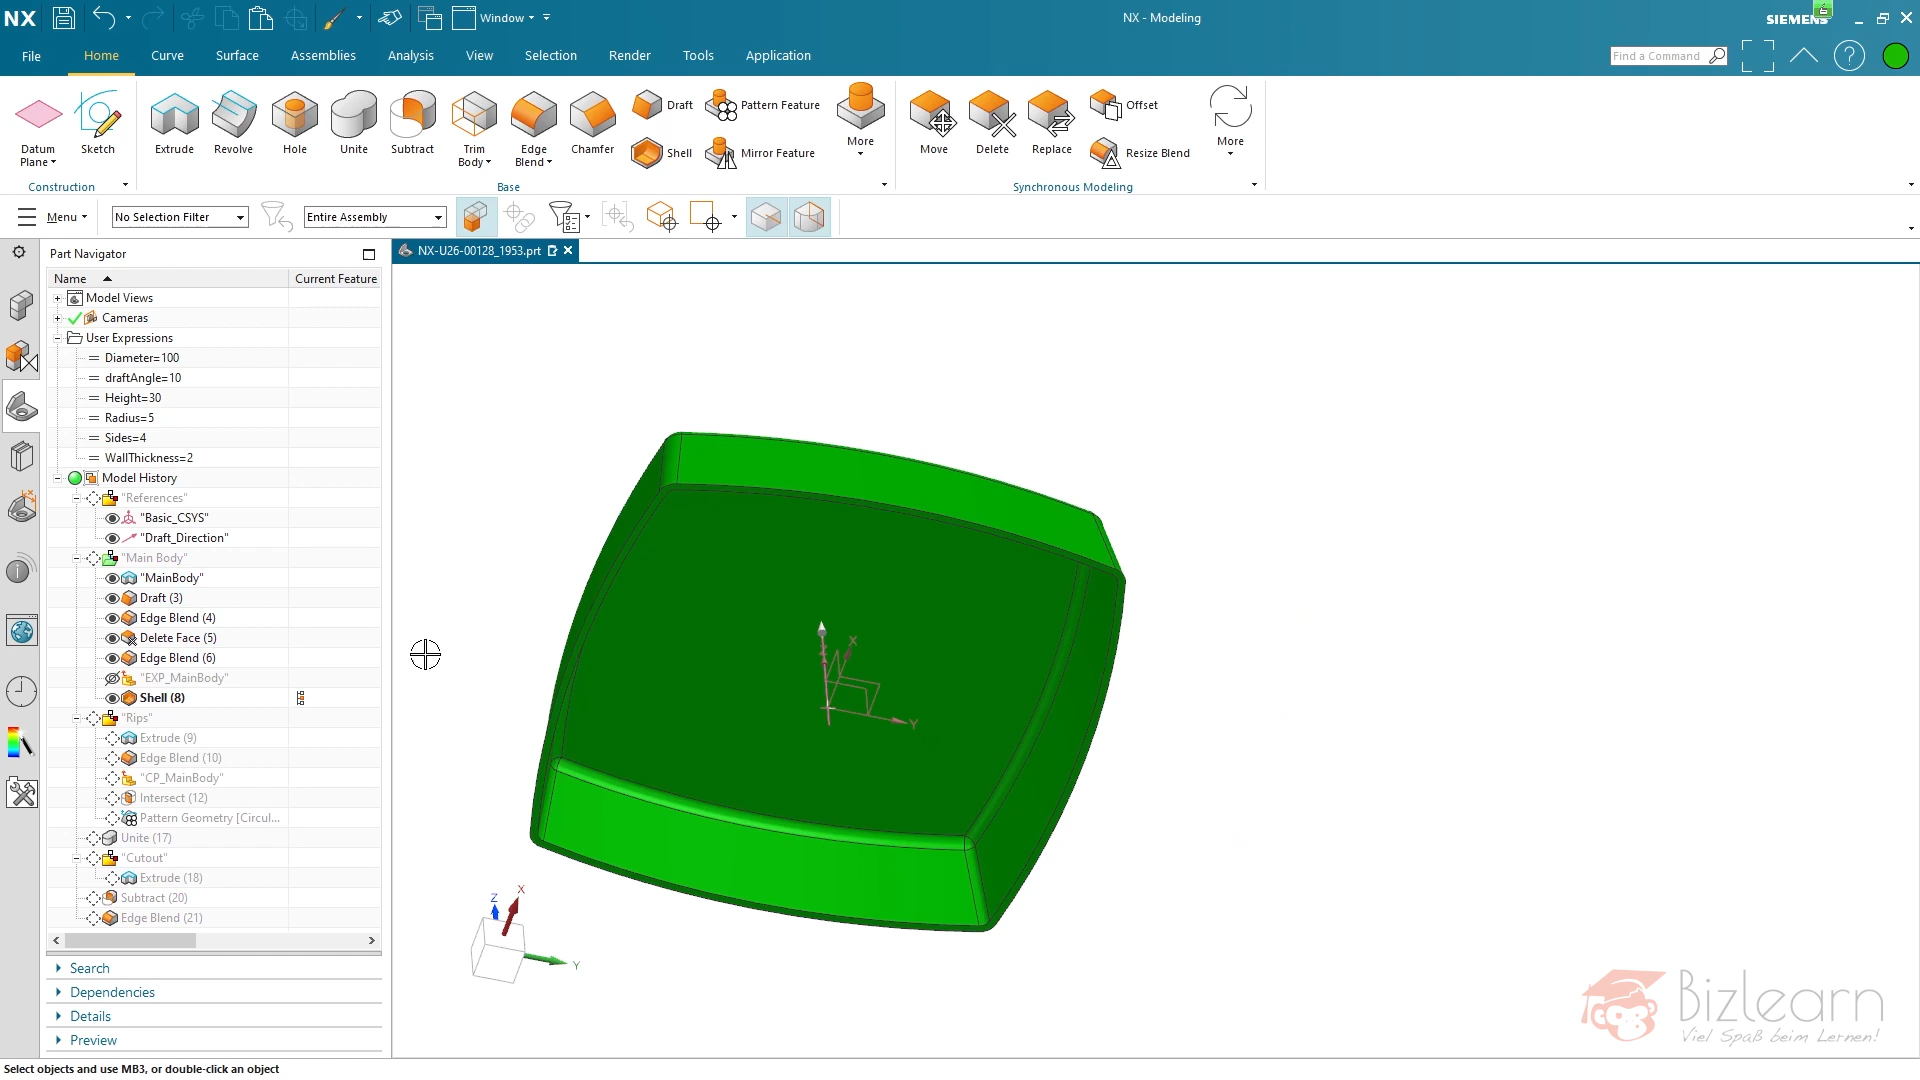 NX
Window
NX - Modeling
SIEMENS
File
Home
Curve
Surface
Assemblies
Analysis
View
Selection
Render
Tools
Application
Find a Command
Datum Plane
Sketch
Extrude
Revolve
Hole
Unite
Subtract
Trim Body
Edge Blend
Chamfer
Draft
Shell
Pattern Feature
Mirror Feature
More
Move
Delete
Replace
Offset
Resize Blend
More
Construction
Base
Synchronous Modeling
Menu
No Selection Filter
Entire Assembly
Part Navigator
NX-U26-00128_1953.prt
Name
Current Feature
Model Views
Cameras
User Expressions
Diameter=100
draftAngle=10
Height=30
Radius=5
Sides=4
WallThickness=2
Model History
"References"
"Basic_CSYS"
"Draft_Direction"
"Main Body"
"MainBody"
Draft (3)
Edge Blend (4)
Delete Face (5)
Edge Blend (6)
"EXP_MainBody"
Shell (8)
"Rips"
Extrude (9)
Edge Blend (10)
"CP_MainBody"
Intersect (12)
Pattern Geometry [Circul...
Unite (17)
"Cutout"
Extrude (18)
Subtract (20)
Edge Blend (21)
Search
Dependencies
Details
Preview
X
Y
Z
X
Y
Bizlearn
Viel Spaß beim Lernen!
Select objects and use MB3, or double-click an object